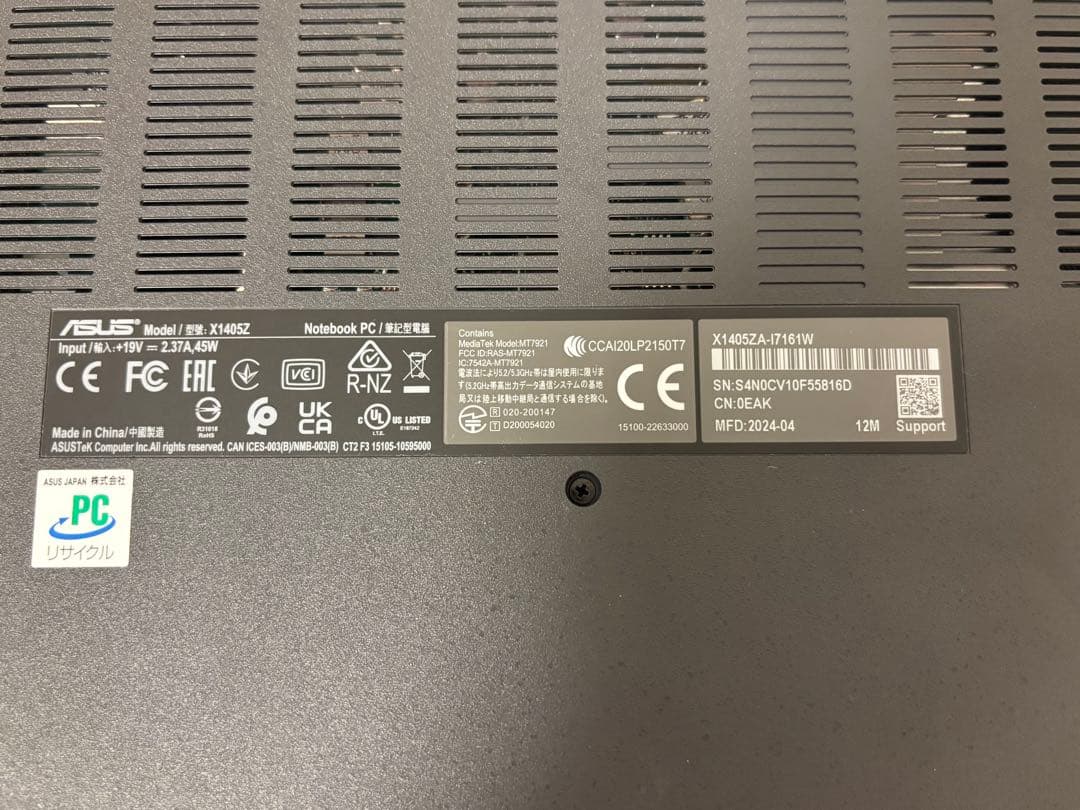 ASUS Model / 型號: X1405Z Notebook PC / 筆記型電腦
Input / 輸入: +19V ⎓ 2.37A, 45W
CE FC EAC VCI R-NZ
R31018
RoHS
UK
CA
c UL US LISTED
I.T.E. E187242
Made in China/中國製造
ASUSTeK Computer Inc.All rights reserved. CAN ICES-003(B)/NMB-003(B) CT2 F3 15105-10595000
Contains
MediaTek Model:MT7921
FCC ID:RAS-MT7921
IC:7542A-MT7921
電波法により5.2/5.3GHz帯は屋内使用に限りま
す(5.2GHz帯高出力データ通信システムの基地
局又は陸上移動中継局と通信する場合を除く)。
R 020-200147
T D200054020
CCAI20LP2150T7
CE
15100-22633000
X1405ZA-I7161W
SN:S4N0CV10F55816D
CN:0EAK
MFD:2024-04 12M Support
ASUS JAPAN 株式会社
PC
リサイクル